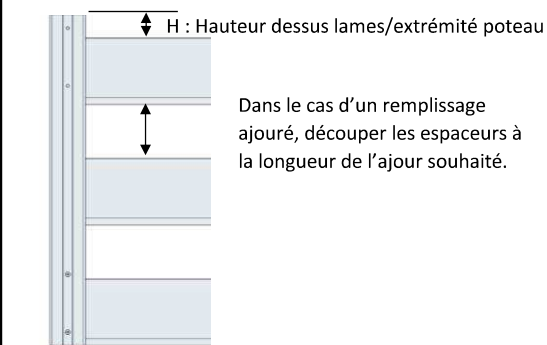 H : Hauteur dessus lames/extrémité poteau
Dans le cas d’un remplissage
ajouré, découper les espaceurs à
la longueur de l’ajour souhaité.